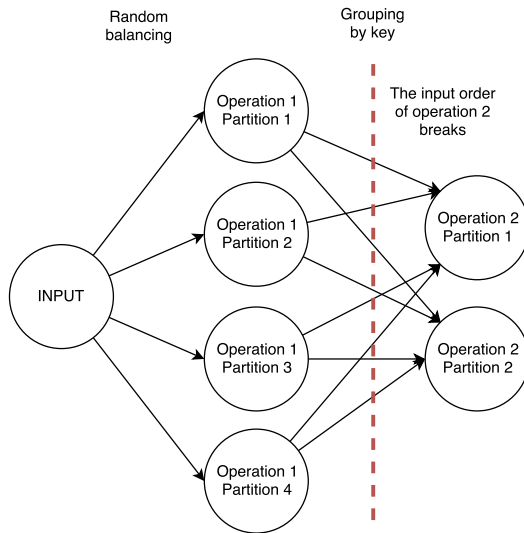 Random
balancing
Grouping
by key
The input order
of operation 2
breaks
Operation 1
Partition 1
Operation 1
Partition 2
INPUT
Operation 1
Partition 3
Operation 1
Partition 4
Operation 2
Partition 1
Operation 2
Partition 2